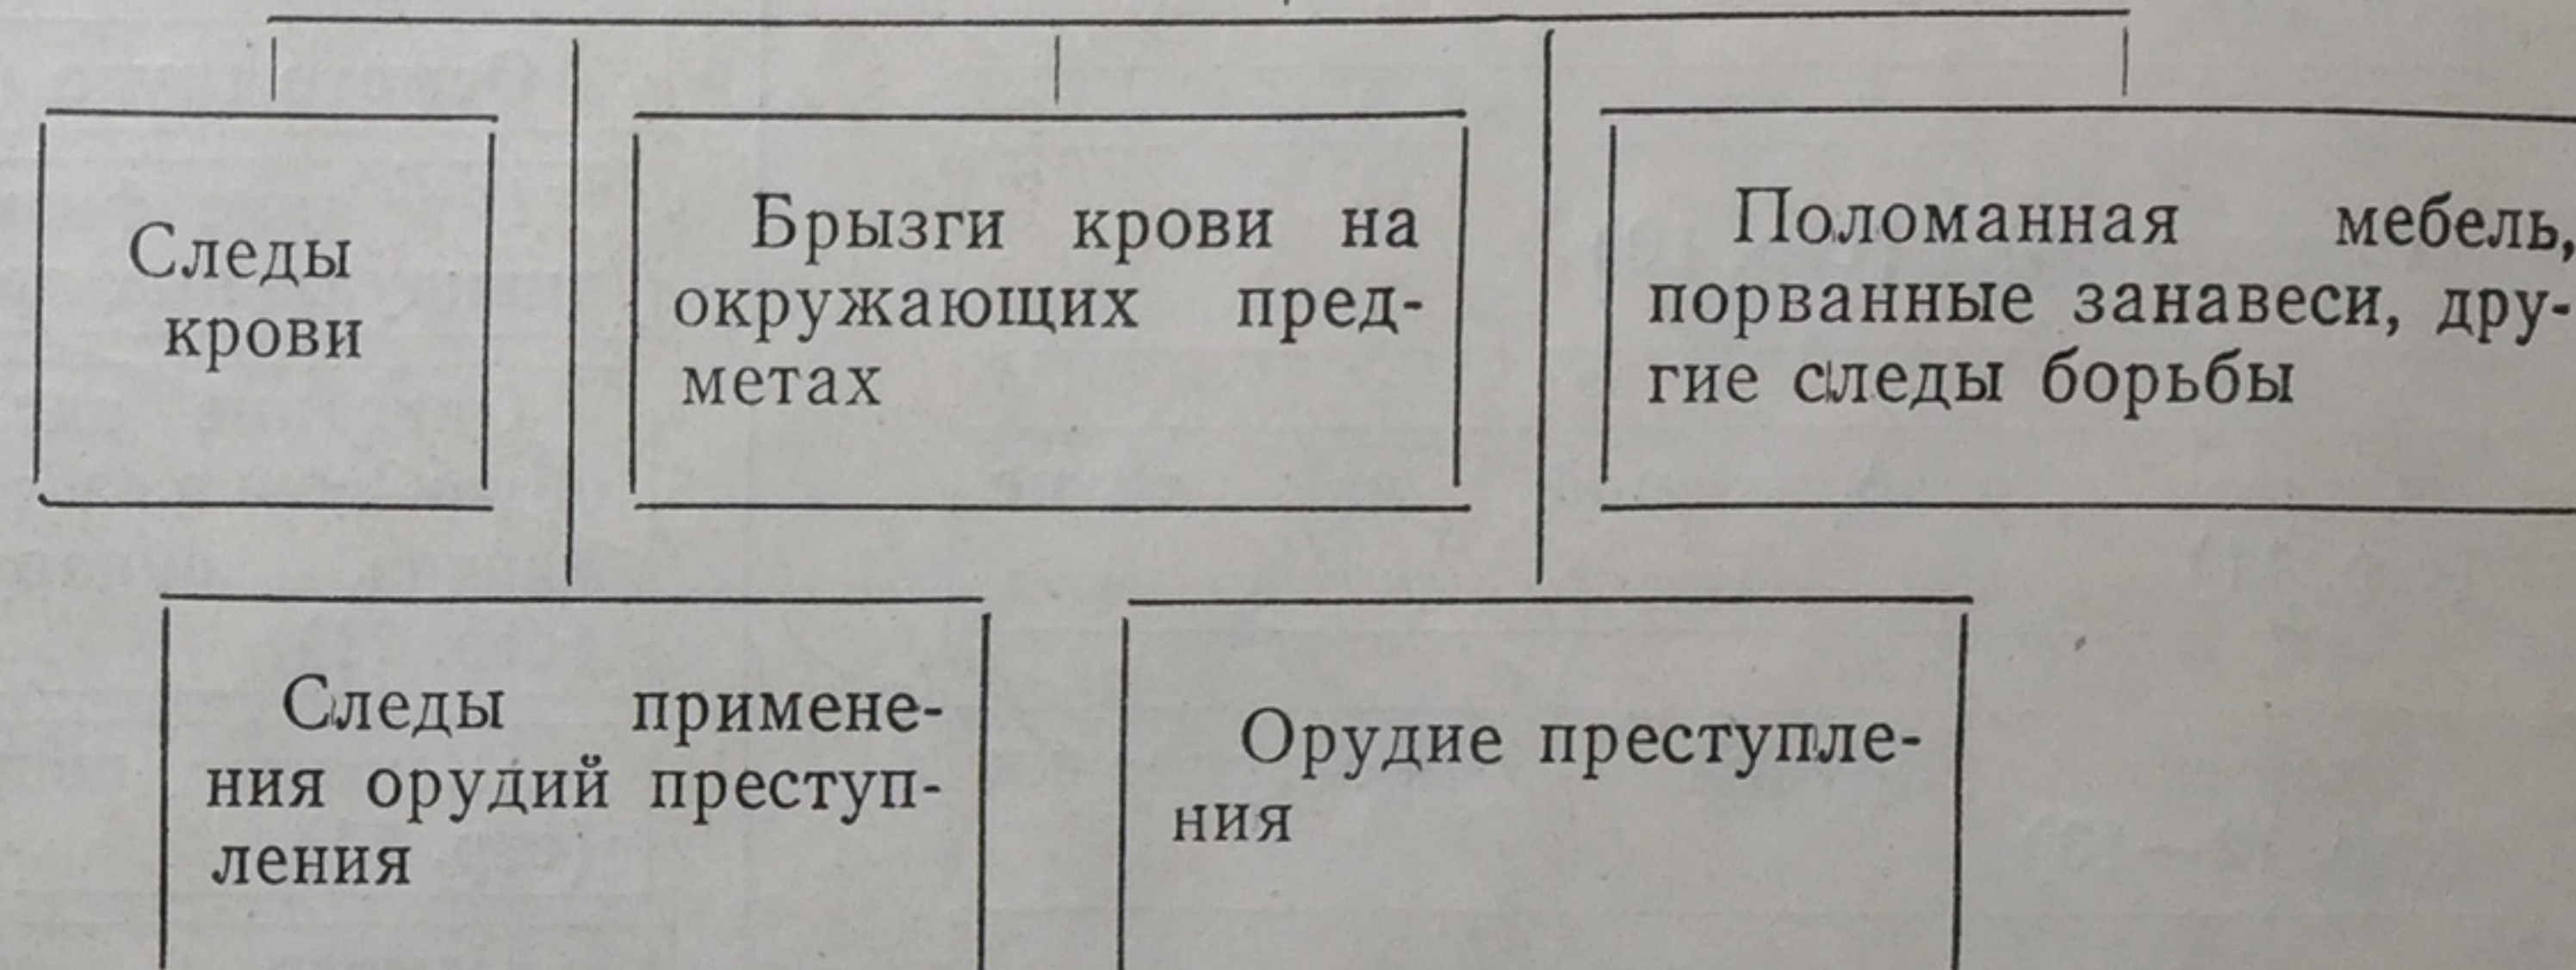 Следы
крови
Брызги крови на
окружающих пред-
метах
Поломанная мебель,
порванные занавеси, дру-
гие следы борьбы
Следы примене-
ния орудий преступ-
ления
Орудие преступле-
ния